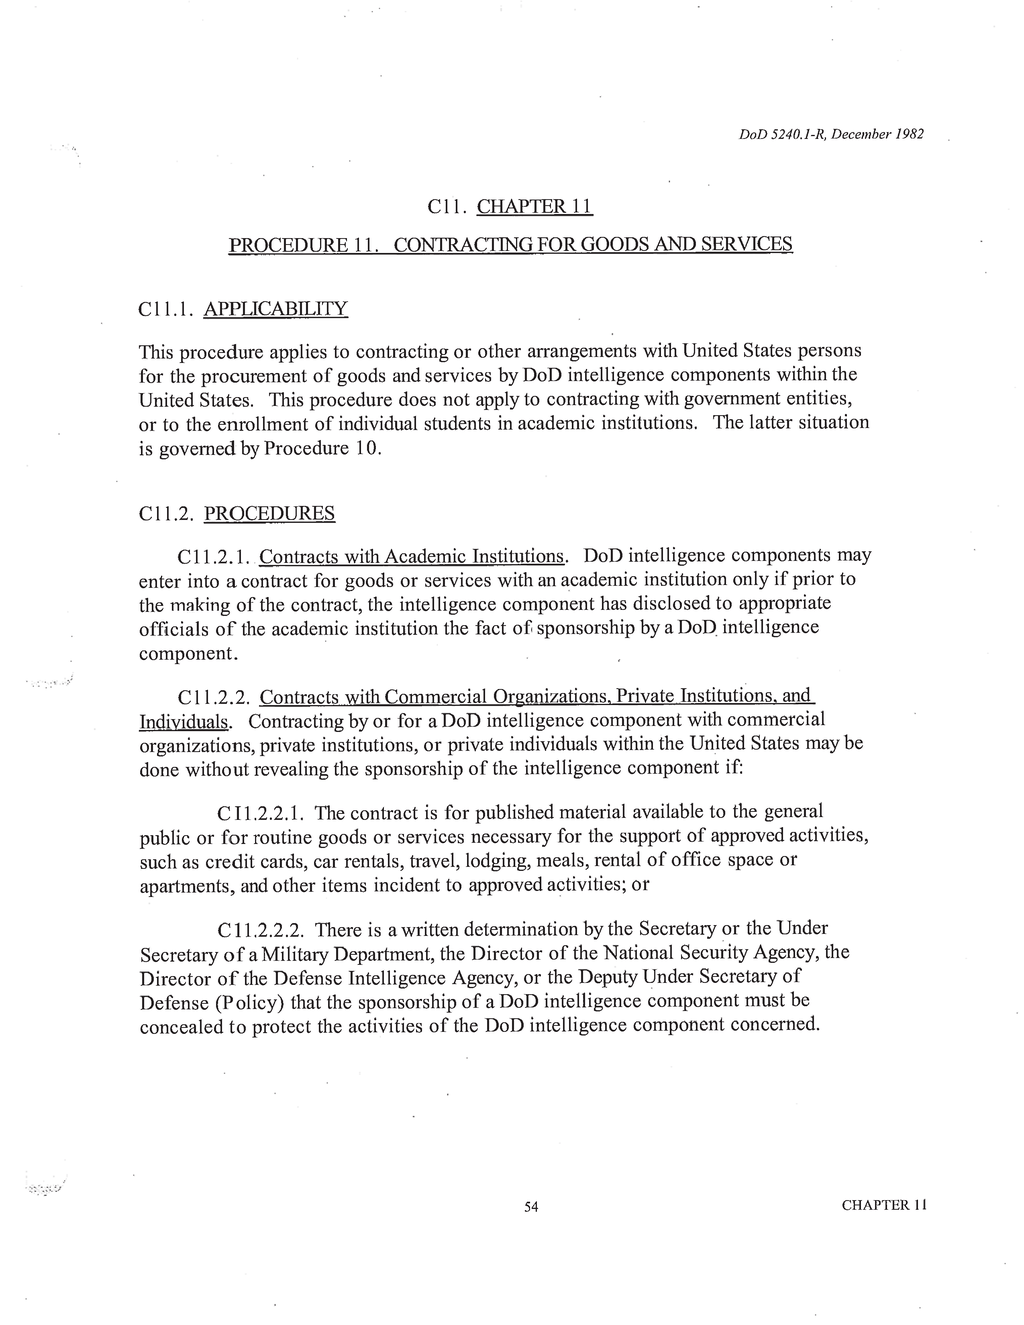 DoD 5240.1-R, December 1982
C11. CHAPTER 11
PROCEDURE 11. CONTRACTING FOR GOODS AND SERVICES
C11.1. APPLICABILITY
This procedure applies to contracting or other arrangements with United States persons
for the procurement of goods and services by DoD intelligence components within the
United States. This procedure does not apply to contracting with government entities,
or to the enrollment of individual students in academic institutions. The latter situation
is governed by Procedure 10.
C11.2. PROCEDURES
C11.2.1. Contracts with Academic Institutions. DoD intelligence components may
enter into a contract for goods or services with an academic institution only if prior to
the making of the contract, the intelligence component has disclosed to appropriate
officials of the academic institution the fact of sponsorship by a DoD intelligence
component.
C11.2.2. Contracts with Commercial Organizations, Private Institutions, and
Individuals. Contracting by or for a DoD intelligence component with commercial
organizations, private institutions, or private individuals within the United States may be
done without revealing the sponsorship of the intelligence component if:
C11.2.2.1. The contract is for published material available to the general
public or for routine goods or services necessary for the support of approved activities,
such as credit cards, car rentals, travel, lodging, meals, rental of office space or
apartments, and other items incident to approved activities; or
C11.2.2.2. There is a written determination by the Secretary or the Under
Secretary of a Military Department, the Director of the National Security Agency, the
Director of the Defense Intelligence Agency, or the Deputy Under Secretary of
Defense (Policy) that the sponsorship of a DoD intelligence component must be
concealed to protect the activities of the DoD intelligence component concerned.
54
CHAPTER 11